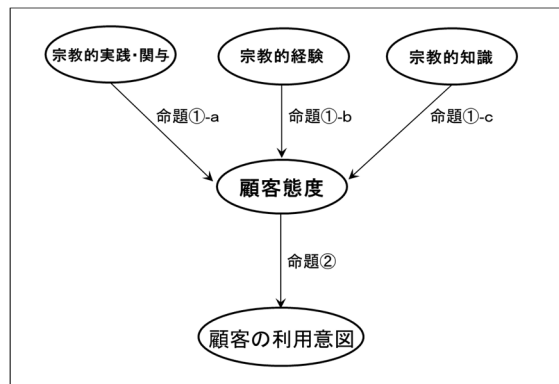 宗教的実践・関与
宗教的経験
宗教的知識
命題①-a
命題①-b
命題①-c
顧客態度
命題②
顧客の利用意図